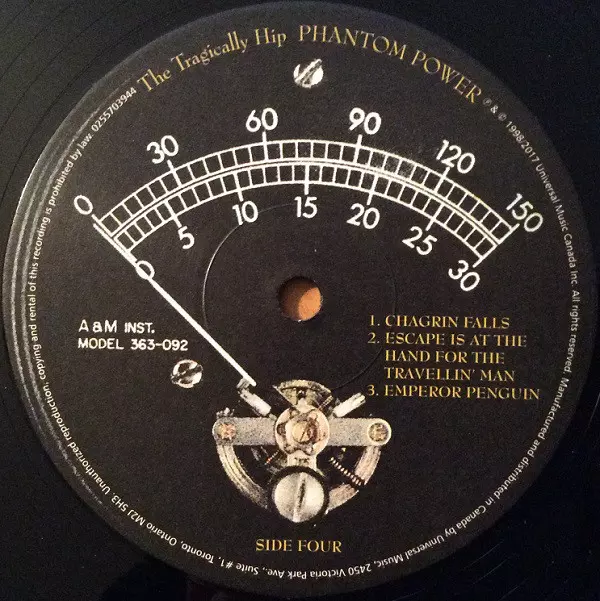 The Tragically Hip PHANTOM POWER
℗ & © 1998/2017 Universal Music Canada Inc. All rights reserved. Manufactured and distributed in Canada by Universal Music, 2450 Victoria Park Ave., Suite #1, Toronto, Ontario M2J 5H3. Unauthorized reproduction, copying and rental of this recording is prohibited by law. 0255703944
0 30 60 90 120 150
0 5 10 15 20 25 30
A&M INST.
MODEL 363-092
1. CHAGRIN FALLS
2. ESCAPE IS AT THE
HAND FOR THE
TRAVELLIN' MAN
3. EMPEROR PENGUIN
SIDE FOUR